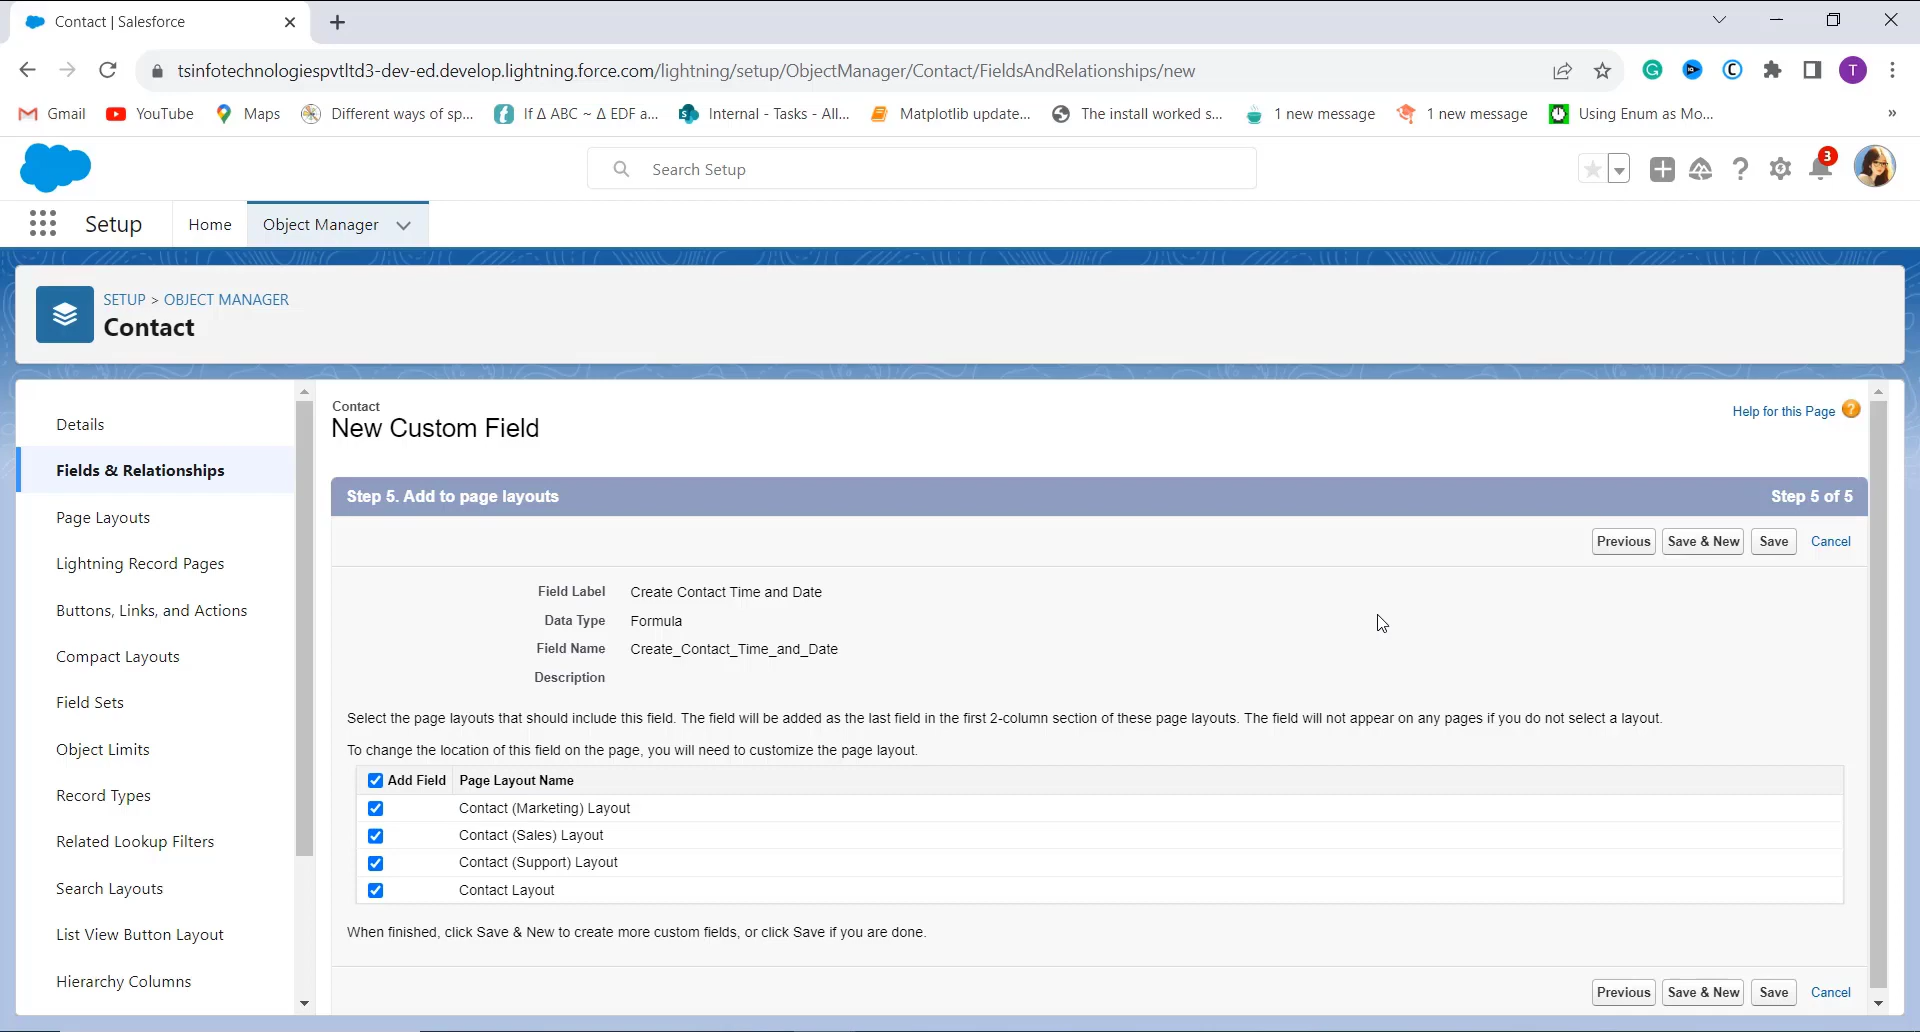 Contact | Salesforce
tsinfotechnologiespvtltd3-dev-ed.develop.lightning.force.com/lightning/setup/ObjectManager/Contact/FieldsAndRelationships/new
T
Gmail YouTube Maps Different ways of sp... If Δ ABC ~ Δ EDF a... Internal - Tasks - All... Matplotlib update... The install worked s... 1 new message 1 new message Using Enum as Mo... »
Search Setup
3
Setup Home Object Manager
SETUP > OBJECT MANAGER
Contact
Details
Fields & Relationships
Page Layouts
Lightning Record Pages
Buttons, Links, and Actions
Compact Layouts
Field Sets
Object Limits
Record Types
Related Lookup Filters
Search Layouts
List View Button Layout
Hierarchy Columns
Contact
New Custom Field
Help for this Page ?
Step 5. Add to page layouts Step 5 of 5
Previous Save & New Save Cancel
Field Label Create Contact Time and Date
Data Type Formula
Field Name Create_Contact_Time_and_Date
Description
Select the page layouts that should include this field. The field will be added as the last field in the first 2-column section of these page layouts. The field will not appear on any pages if you do not select a layout.
To change the location of this field on the page, you will need to customize the page layout.
Add Field Page Layout Name
Contact (Marketing) Layout
Contact (Sales) Layout
Contact (Support) Layout
Contact Layout
When finished, click Save & New to create more custom fields, or click Save if you are done.
Previous Save & New Save Cancel